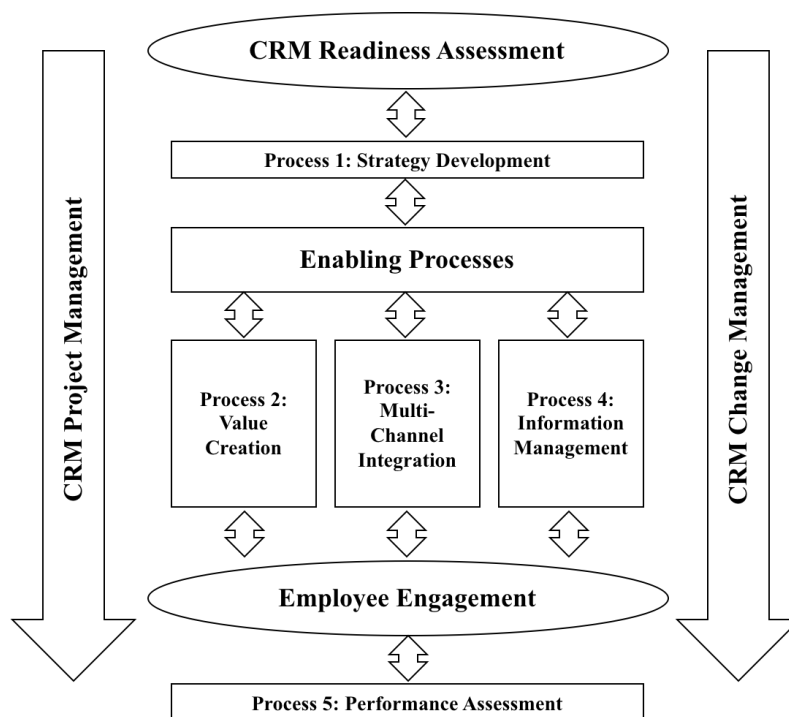 CRM Readiness Assessment
Process 1: Strategy Development
Enabling Processes
CRM Project Management
Process 2:
Value
Creation
Process 3:
Multi-
Channel
Integration
Process 4:
Information
Management
CRM Change Management
Employee Engagement
Process 5: Performance Assessment